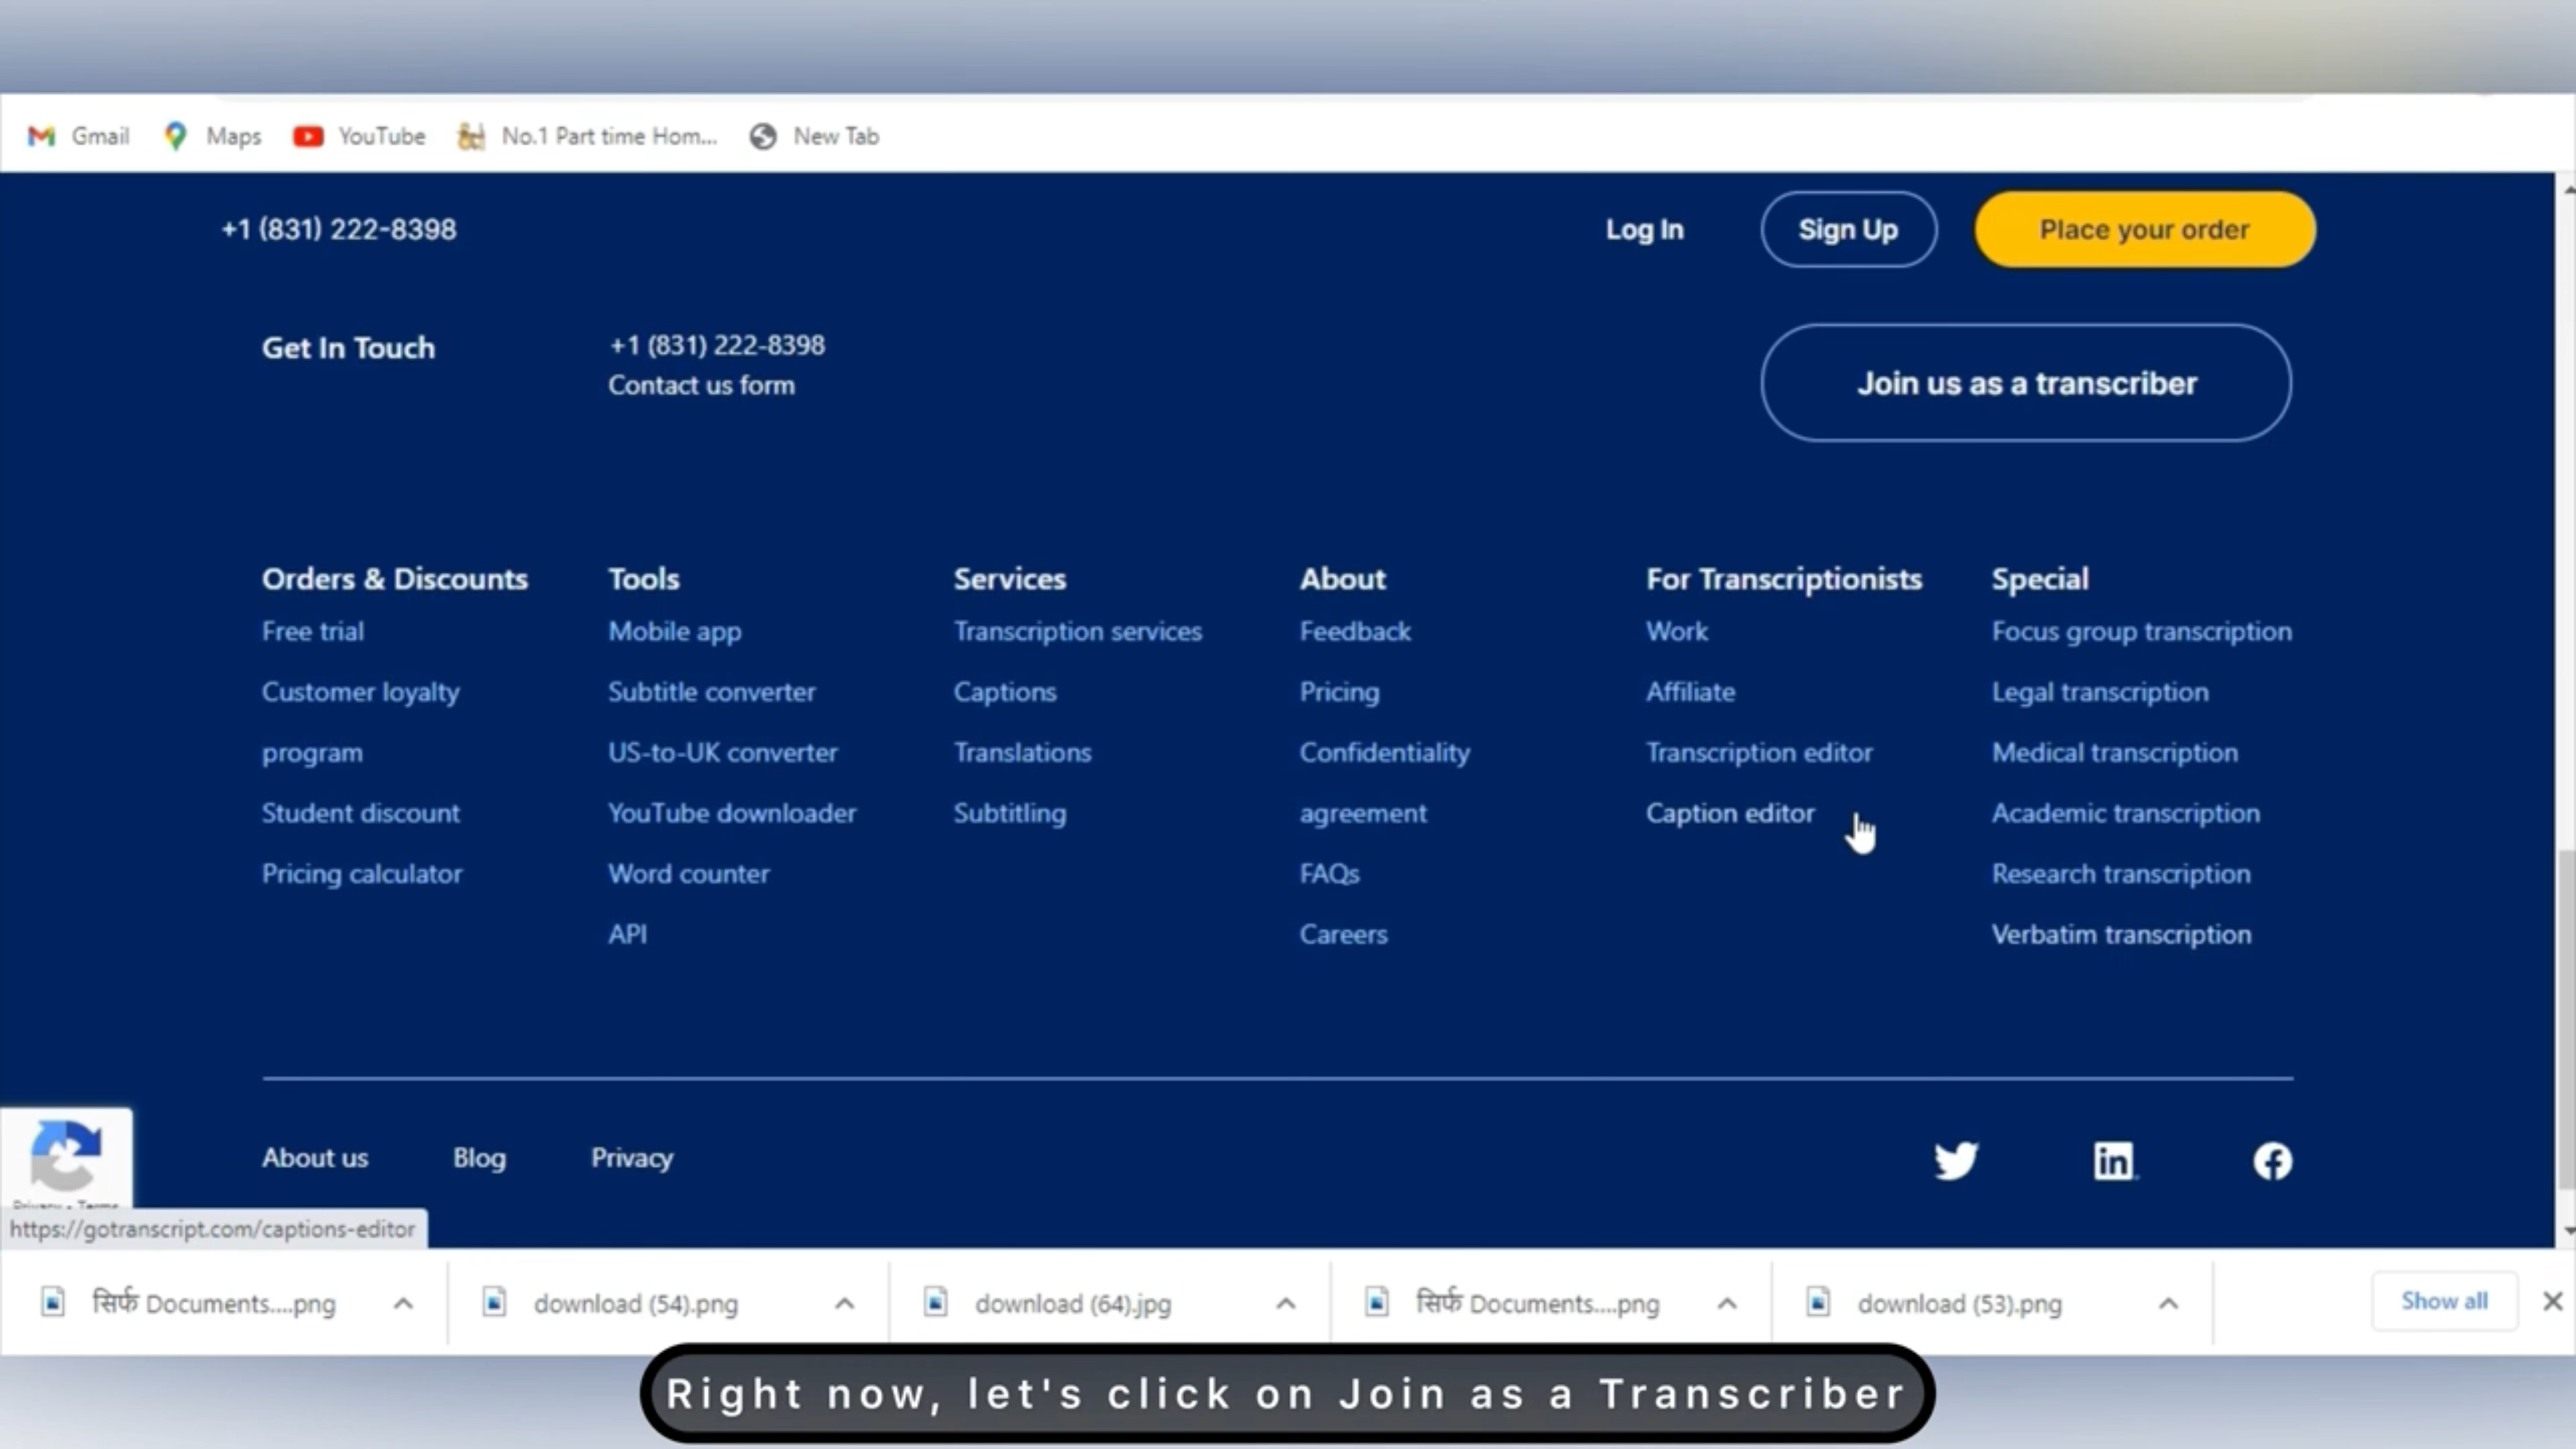 Gmail Maps YouTube No.1 Part time Hom... New Tab
+1 (831) 222-8398 Log In Sign Up Place your order
Get In Touch +1 (831) 222-8398
Contact us form
Join us as a transcriber
Orders & Discounts
Free trial
Customer loyalty
program
Student discount
Pricing calculator
Tools
Mobile app
Subtitle converter
US-to-UK converter
YouTube downloader
Word counter
API
Services
Transcription services
Captions
Translations
Subtitling
About
Feedback
Pricing
Confidentiality
agreement
FAQs
Careers
For Transcriptionists
Work
Affiliate
Transcription editor
Caption editor
Special
Focus group transcription
Legal transcription
Medical transcription
Academic transcription
Research transcription
Verbatim transcription
About us Blog Privacy
in
Privacy - Terms
https://gotranscript.com/captions-editor
सिर्फ Documents....png download (54).png download (64).jpg सिर्फ Documents....png download (53).png Show all
Right now, let's click on Join as a Transcriber